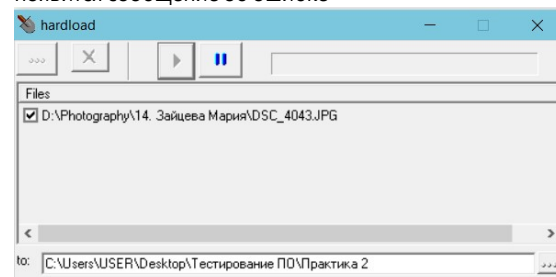 hardload
...
Files
D:\Photography\14. Зайцева Мария\DSC_4043.JPG
to: C:\Users\USER\Desktop\Тестирование ПО\Практика 2 ...